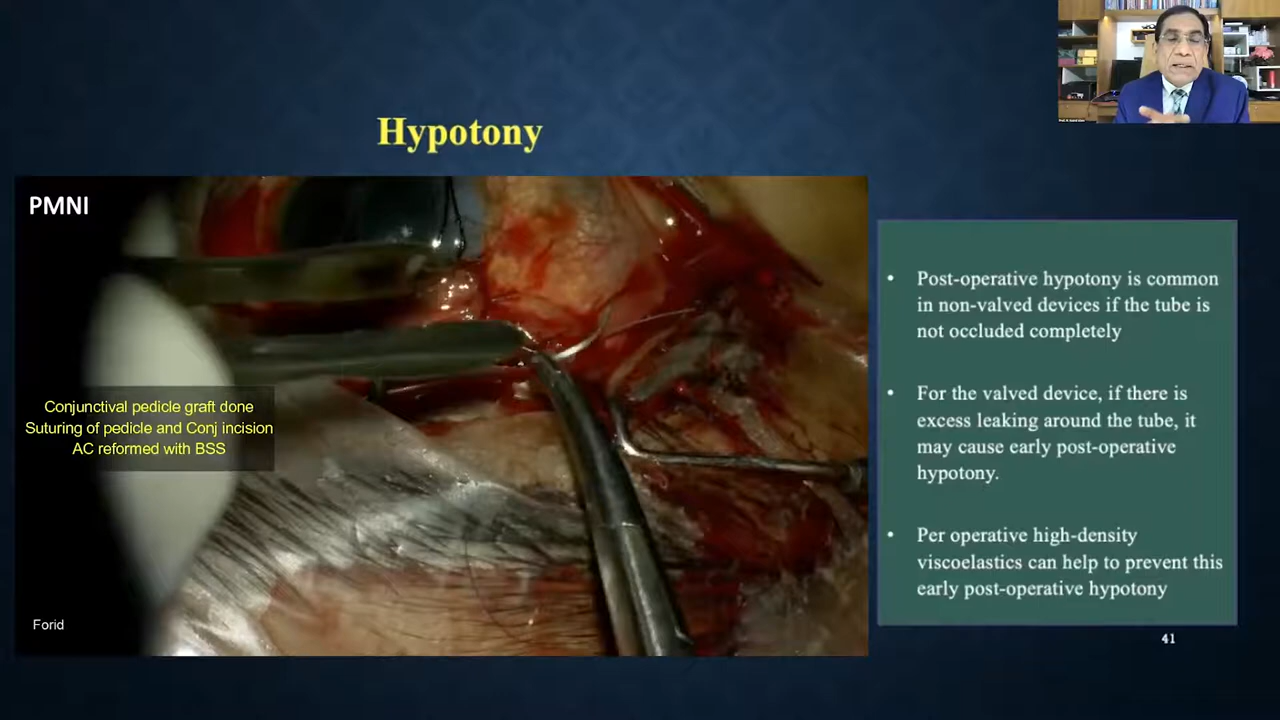 Hypotony
PMNI
Conjunctival pedicle graft done
Suturing of pedicle and Conj incision
AC reformed with BSS
Forid
• Post-operative hypotony is common
in non-valved devices if the tube is
not occluded completely
• For the valved device, if there is
excess leaking around the tube, it
may cause early post-operative
hypotony.
• Per operative high-density
viscoelastics can help to prevent this
early post-operative hypotony
41